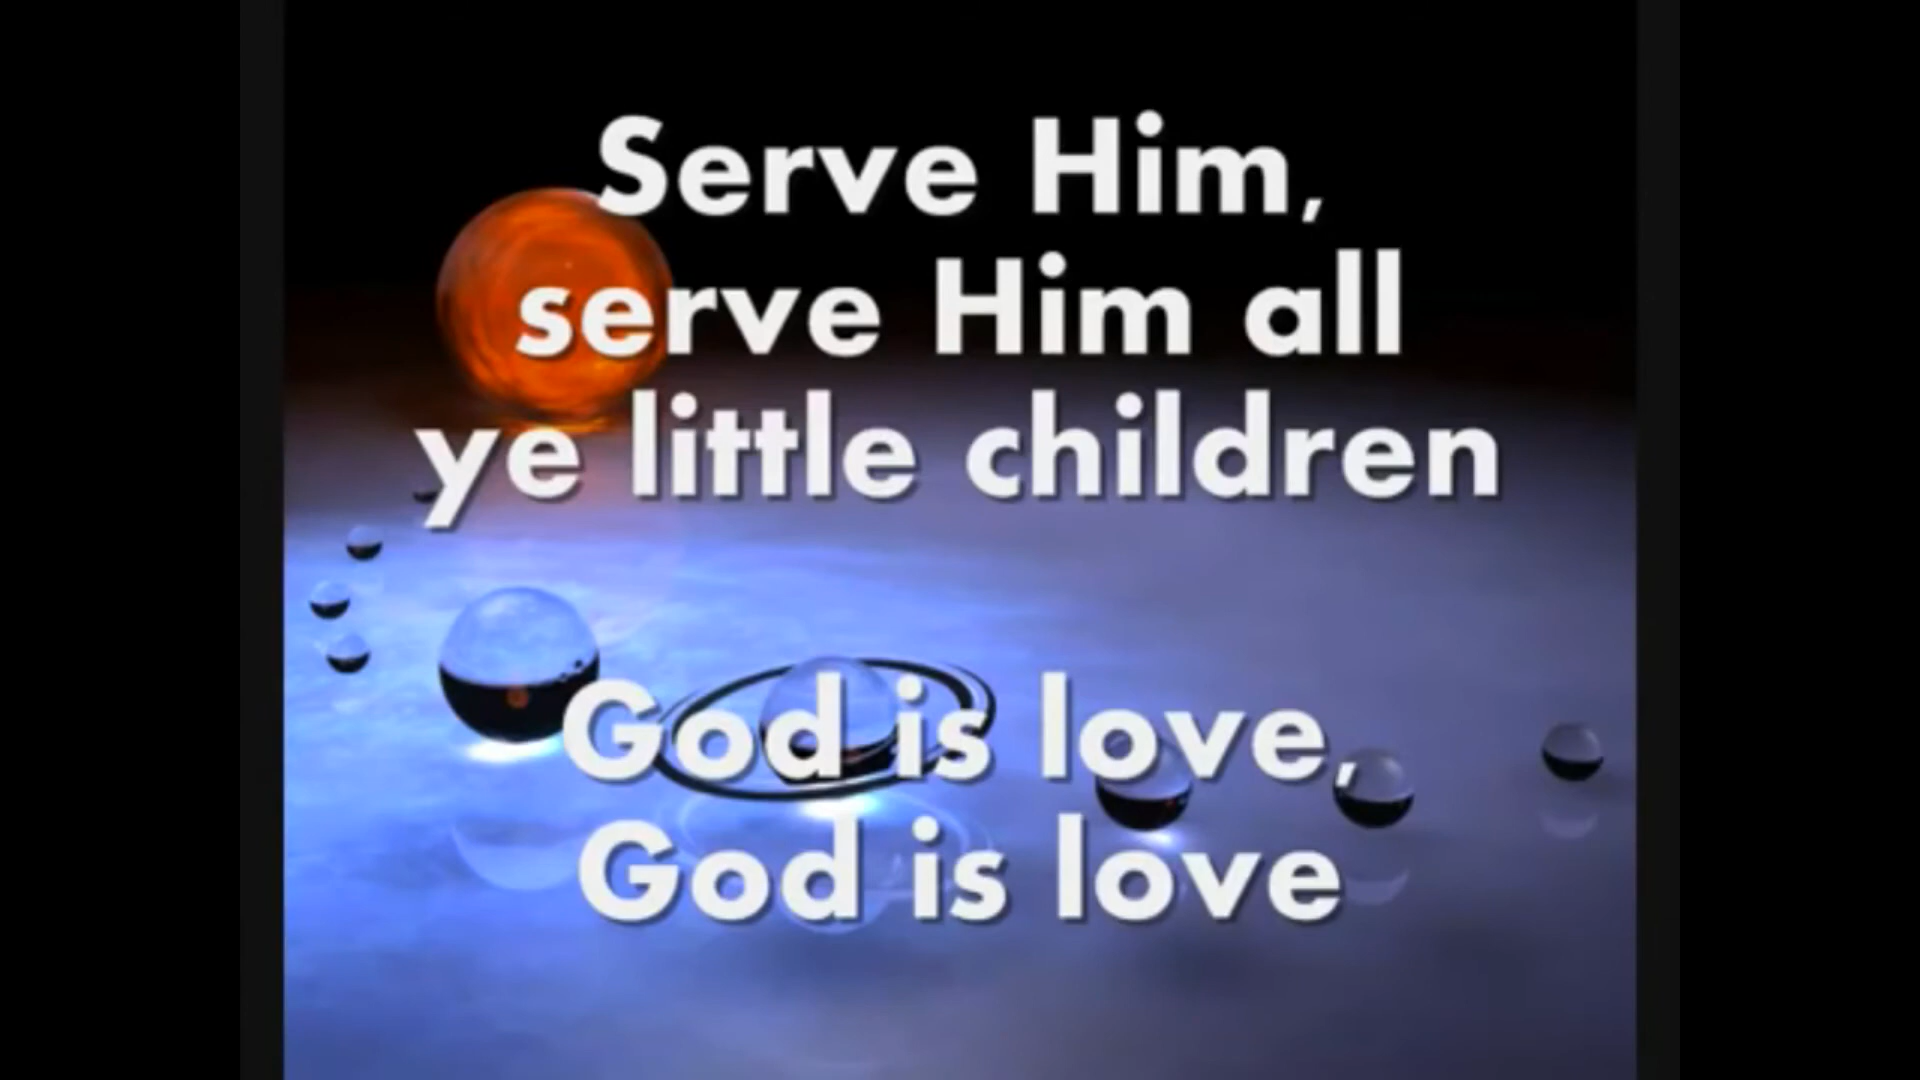 Serve Him,
serve Him all
ye little children
God is love,
God is love